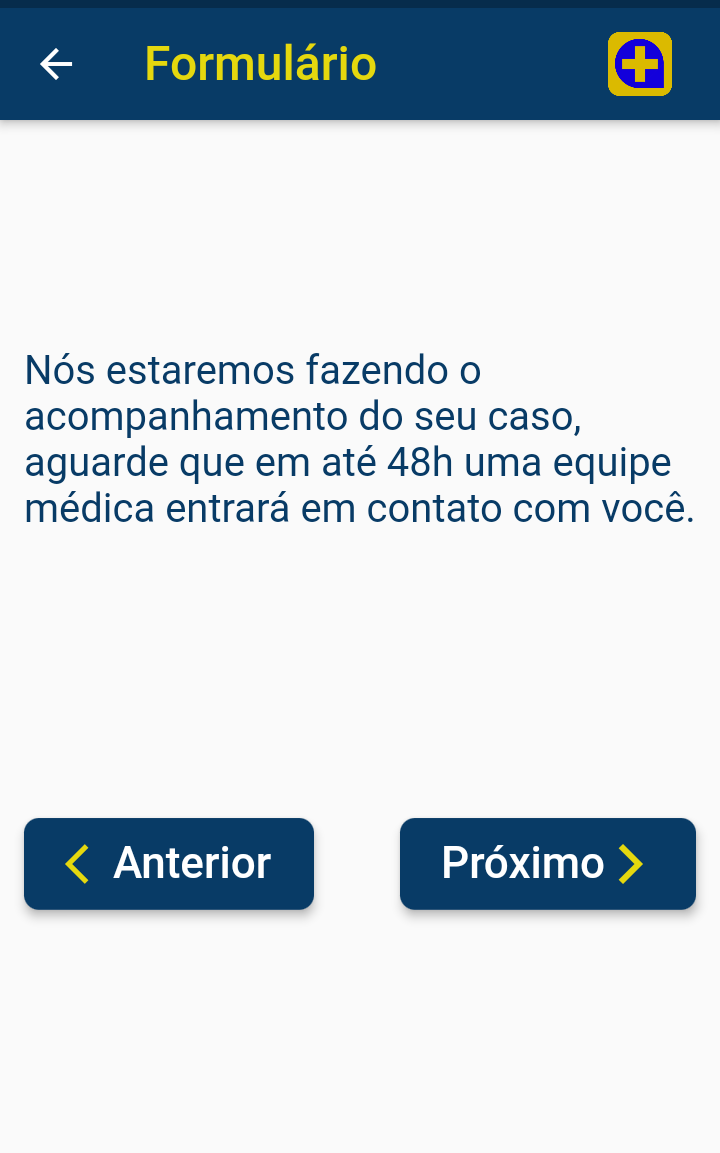 Formulário
Nós estaremos fazendo o
acompanhamento do seu caso,
aguarde que em até 48h uma equipe
médica entrará em contato com você.
Anterior
Próximo